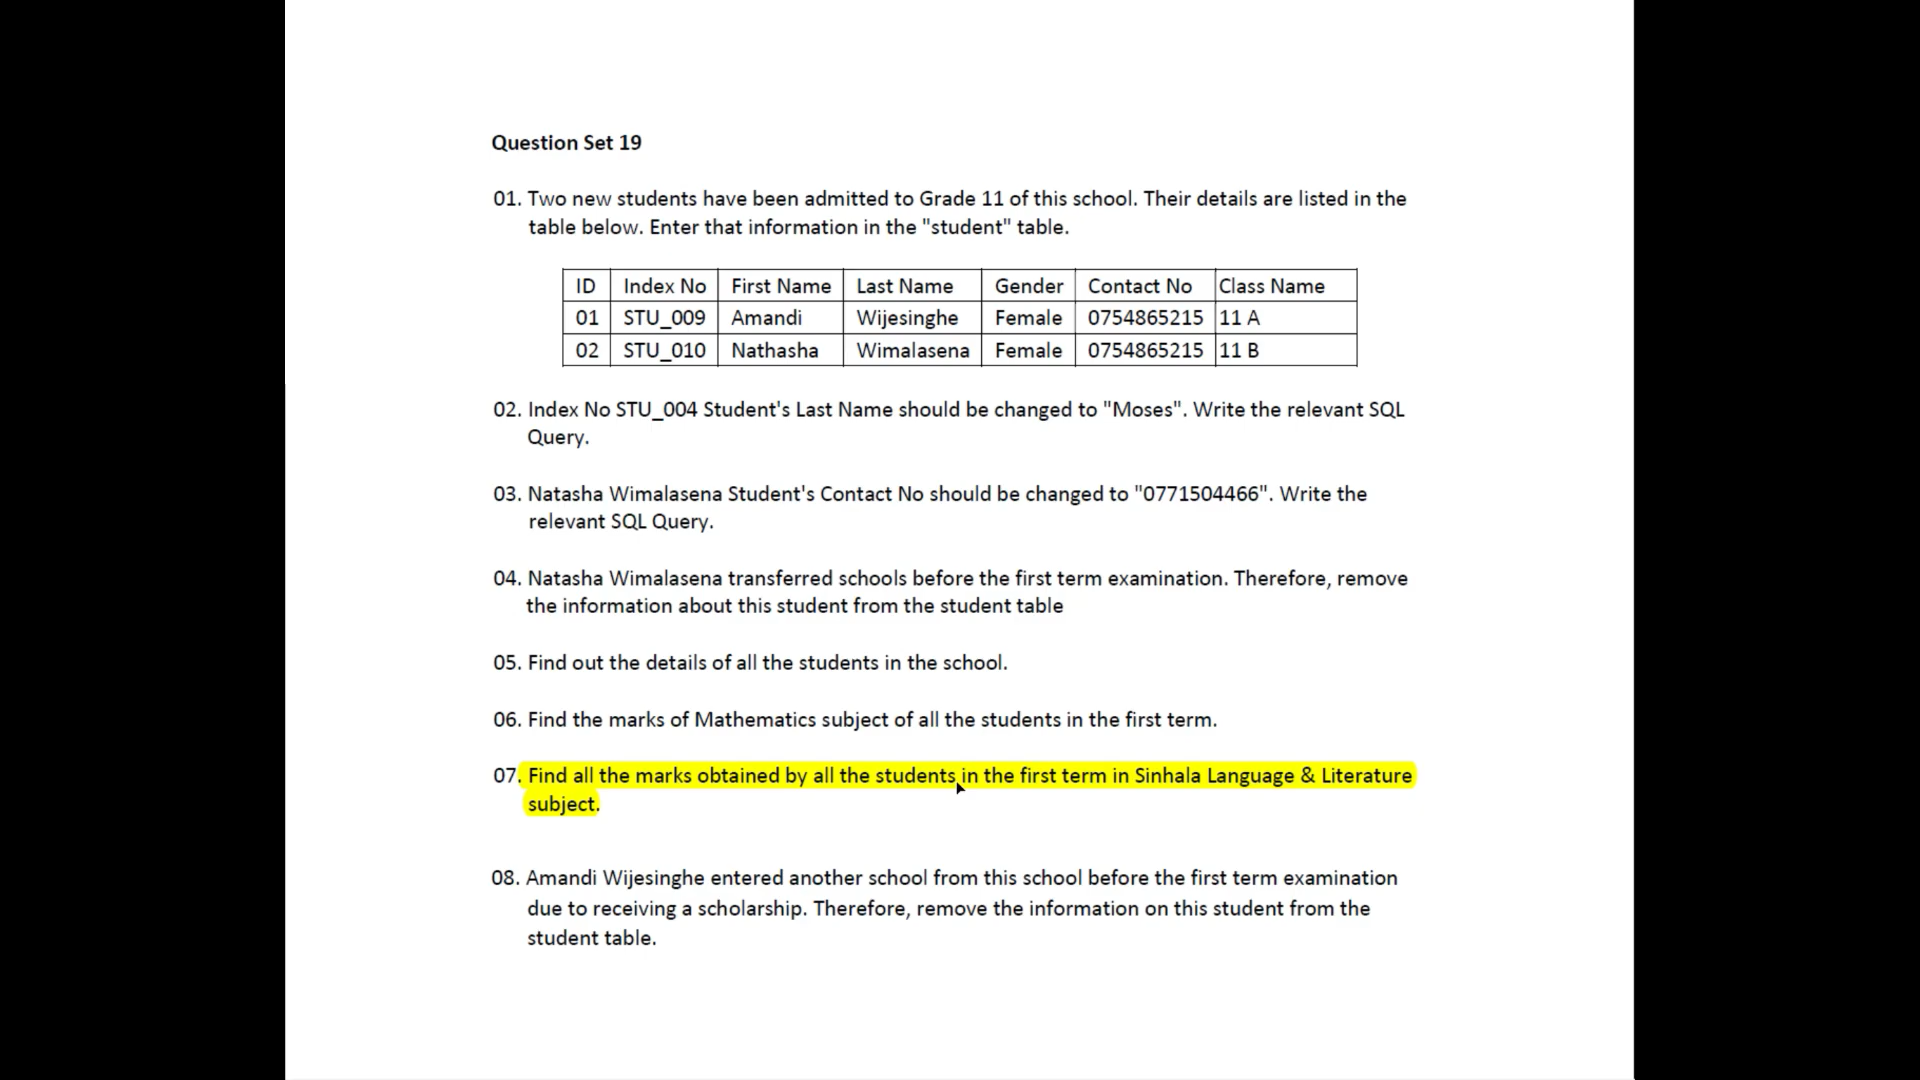 Question Set 19
01. Two new students have been admitted to Grade 11 of this school. Their details are listed in the
table below. Enter that information in the "student" table.
ID Index No First Name Last Name Gender Contact No Class Name
01 STU_009 Amandi Wijesinghe Female 0754865215 11 A
02 STU_010 Nathasha Wimalasena Female 0754865215 11 B
02. Index No STU_004 Student's Last Name should be changed to "Moses". Write the relevant SQL
Query.
03. Natasha Wimalasena Student's Contact No should be changed to "0771504466". Write the
relevant SQL Query.
04. Natasha Wimalasena transferred schools before the first term examination. Therefore, remove
the information about this student from the student table
05. Find out the details of all the students in the school.
06. Find the marks of Mathematics subject of all the students in the first term.
07. Find all the marks obtained by all the students in the first term in Sinhala Language & Literature
subject.
08. Amandi Wijesinghe entered another school from this school before the first term examination
due to receiving a scholarship. Therefore, remove the information on this student from the
student table.